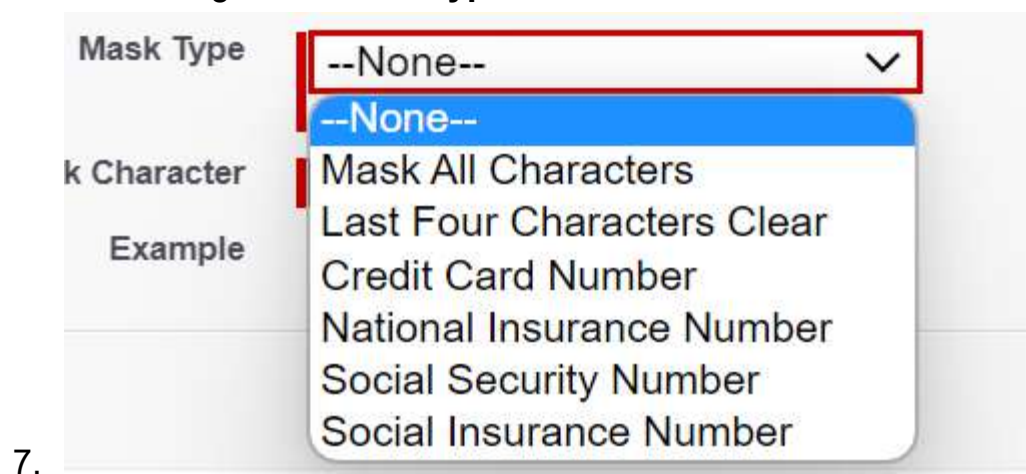 Mask Type
--None--
--None--
k Character
Mask All Characters
Last Four Characters Clear
Example
Credit Card Number
National Insurance Number
Social Security Number
Social Insurance Number
7.